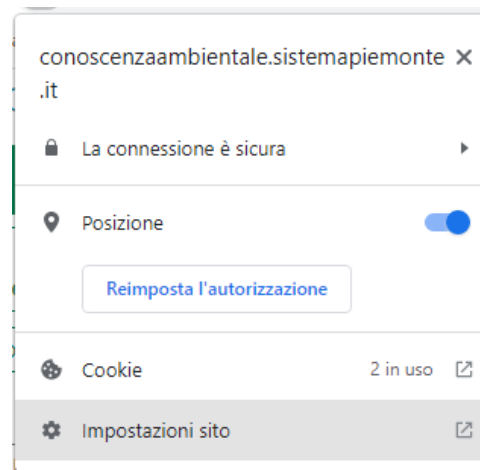 conoscenzaambientale.sistemapiemonte
.it
La connessione è sicura
Posizione
Reimposta l'autorizzazione
Cookie 2 in uso
Impostazioni sito